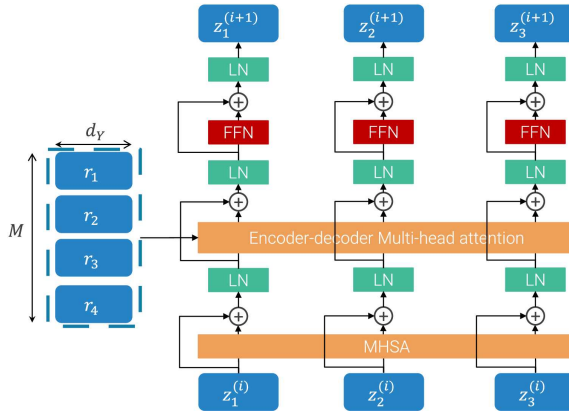 z_1^{(i+1)} z_2^{(i+1)} z_3^{(i+1)}
LN LN LN
+ + +
FFN FFN FFN
d_Y
LN LN LN
r_1
+ + +
r_2
M
Encoder-decoder Multi-head attention
r_3
LN LN LN
r_4
+ + +
MHSA
z_1^{(i)} z_2^{(i)} z_3^{(i)}